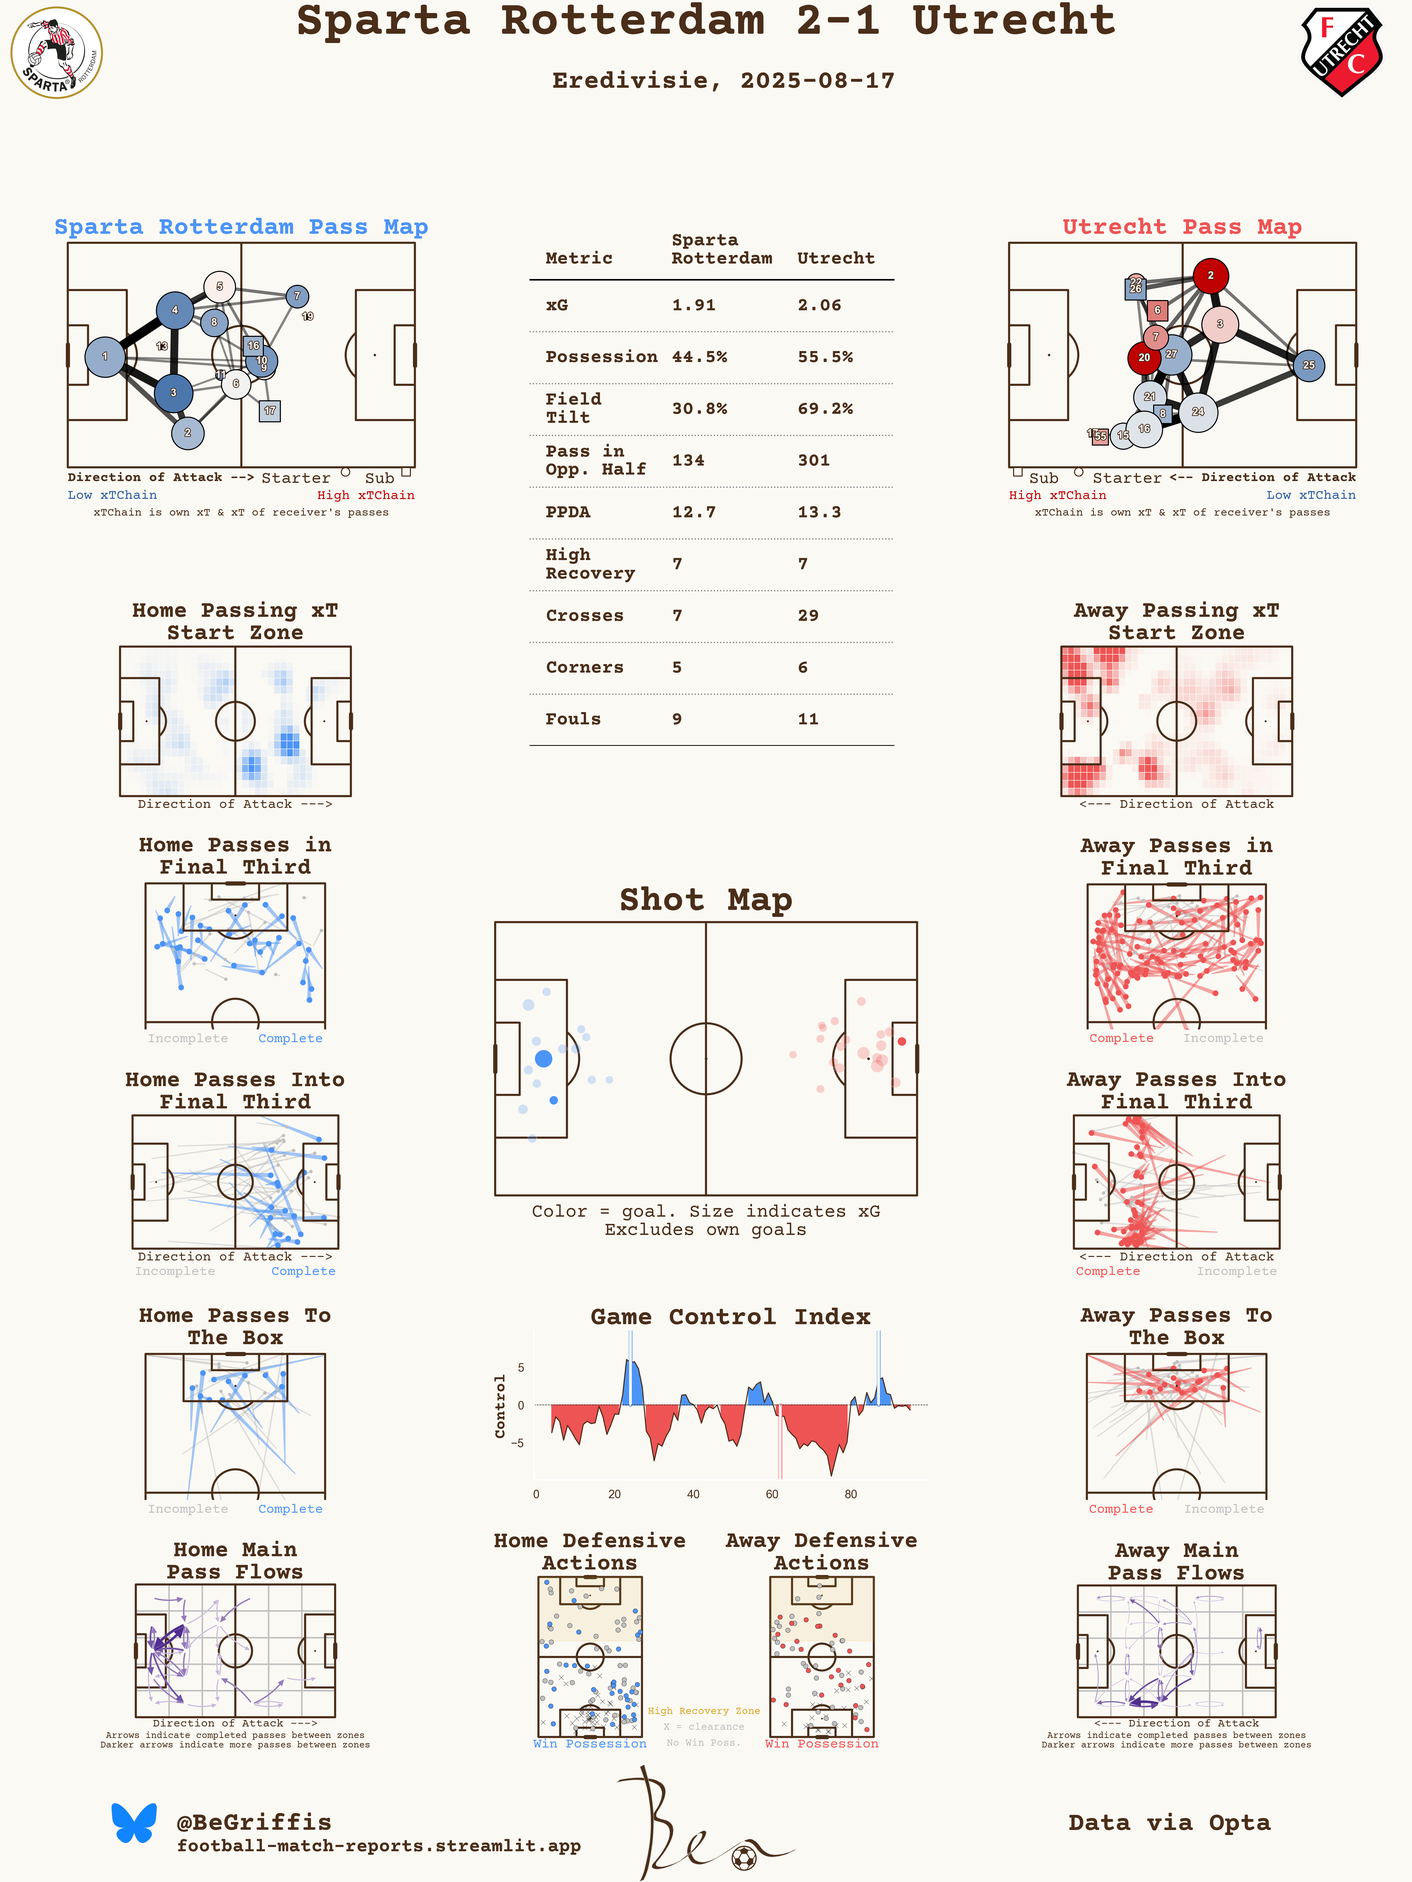 Sparta Rotterdam 2-1 Utrecht
Eredivisie, 2025-08-17
SPARTA
ROTTERDAM
F
UTRECHT
C
Sparta Rotterdam Pass Map
5
7
4
19
8
13
16
1
10
9
11
6
3
17
2
Direction of Attack --> Starter Sub
Low xTChain High xTChain
xTChain is own xT & xT of receiver's passes
Metric Sparta Rotterdam Utrecht
xG 1.91 2.06
Possession 44.5% 55.5%
Field Tilt 30.8% 69.2%
Pass in Opp. Half 134 301
PPDA 12.7 13.3
High Recovery 7 7
Crosses 7 29
Corners 5 6
Fouls 9 11
Utrecht Pass Map
2
22
26
6
3
7
20
27
25
21
8
24
16
15
55
Sub Starter <-- Direction of Attack
High xTChain Low xTChain
xTChain is own xT & xT of receiver's passes
Home Passing xT
Start Zone
Direction of Attack --->
Away Passing xT
Start Zone
<--- Direction of Attack
Home Passes in
Final Third
Incomplete Complete
Away Passes in
Final Third
Complete Incomplete
Shot Map
Color = goal. Size indicates xG
Excludes own goals
Home Passes Into
Final Third
Direction of Attack --->
Incomplete Complete
Away Passes Into
Final Third
<--- Direction of Attack
Complete Incomplete
Home Passes To
The Box
Incomplete Complete
Game Control Index
Control
5
0
−5
0 20 40 60 80
Away Passes To
The Box
Complete Incomplete
Home Main
Pass Flows
Direction of Attack --->
Arrows indicate completed passes between zones
Darker arrows indicate more passes between zones
Home Defensive
Actions
Win Possession
High Recovery Zone
X = clearance
No Win Poss.
Away Defensive
Actions
Win Possession
Away Main
Pass Flows
<--- Direction of Attack
Arrows indicate completed passes between zones
Darker arrows indicate more passes between zones
@BeGriffis
football-match-reports.streamlit.app
Ben
Data via Opta